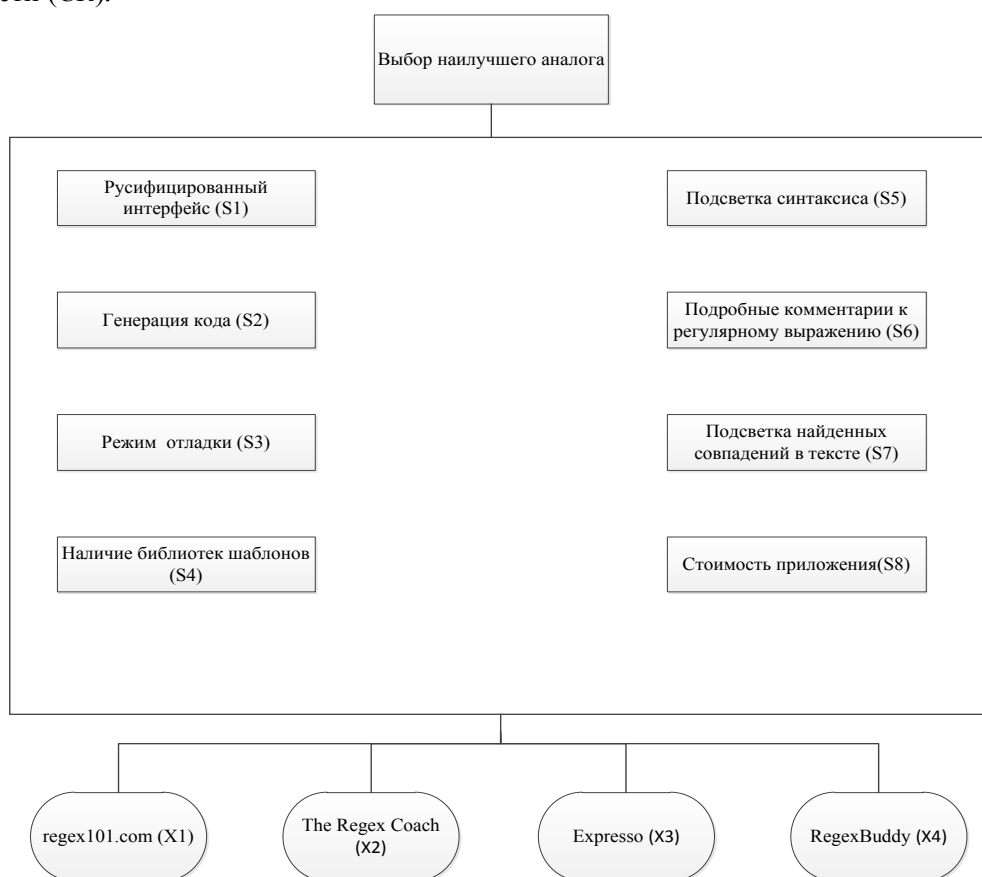 (СИ).
Выбор наилучшего аналога
Русифицированный
интерфейс (S1)
Подсветка синтаксиса (S5)
Генерация кода (S2)
Подробные комментарии к
регулярному выражению (S6)
Режим отладки (S3)
Подсветка найденных
совпадений в тексте (S7)
Наличие библиотек шаблонов
(S4)
Стоимость приложения(S8)
regex101.com (X1)
The Regex Coach
(X2)
Expresso (X3)
RegexBuddy (X4)